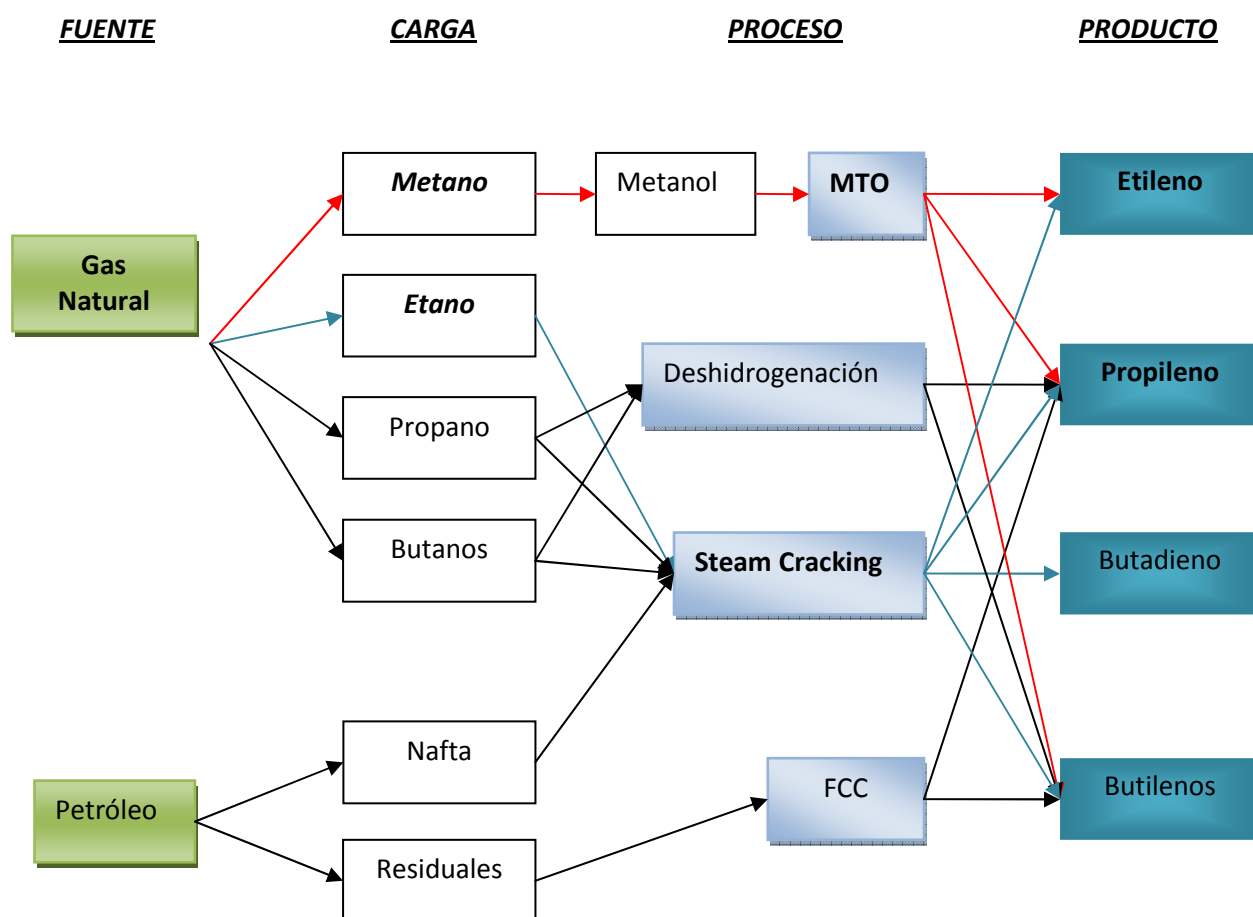 FUENTE
CARGA
PROCESO
PRODUCTO
Metano
Metanol
MTO
Etileno
Gas
Natural
Etano
Deshidrogenación
Propileno
Propano
Butanos
Steam Cracking
Butadieno
Nafta
FCC
Butilenos
Petróleo
Residuales